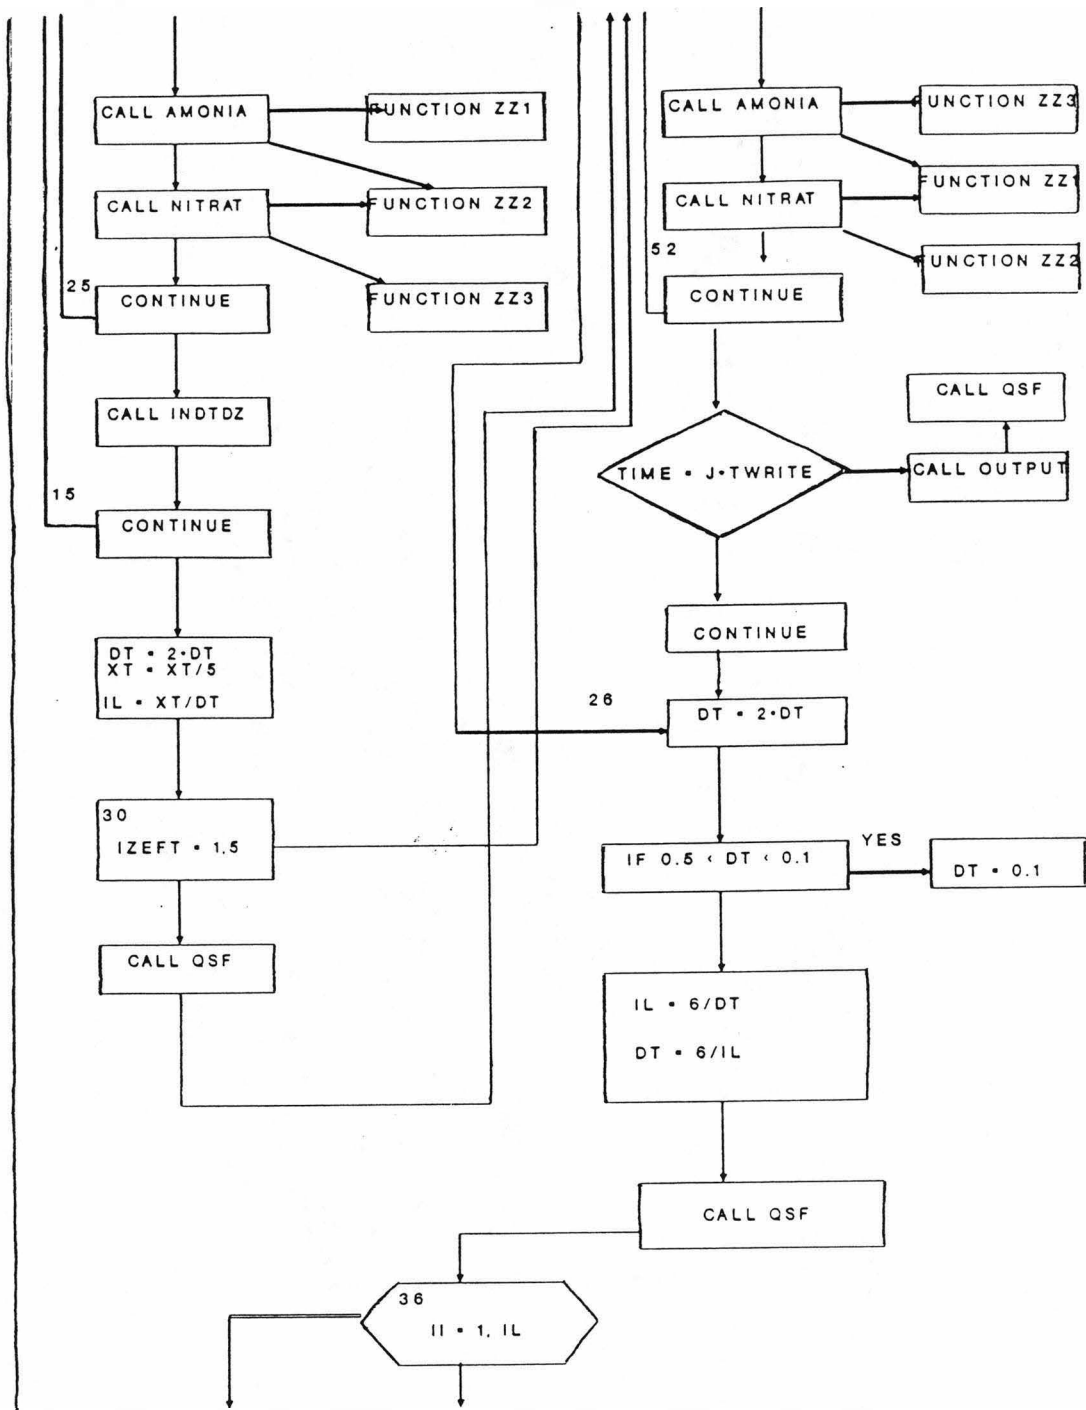 CALL AMONIA
FUNCTION ZZ1
CALL NITRAT
FUNCTION ZZ2
FUNCTION ZZ3
25
CONTINUE
CALL INDTDZ
15
CONTINUE
DT = 2*DT
XT = XT/5
IL = XT/DT
30
IZEFT = 1,5
CALL QSF
CALL AMONIA
FUNCTION ZZ3
CALL NITRAT
FUNCTION ZZ1
FUNCTION ZZ2
52
CONTINUE
TIME = J*TWRITE
CALL QSF
CALL OUTPUT
CONTINUE
26
DT = 2*DT
IF 0.5 < DT < 0.1
YES
DT = 0.1
IL = 6/DT
DT = 6/IL
CALL QSF
36
II = 1, IL